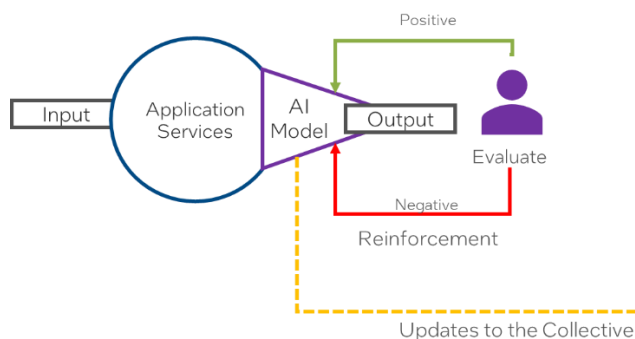 Positive
Input
Application
Services
AI
Model
Output
Evaluate
Negative
Reinforcement
Updates to the Collective